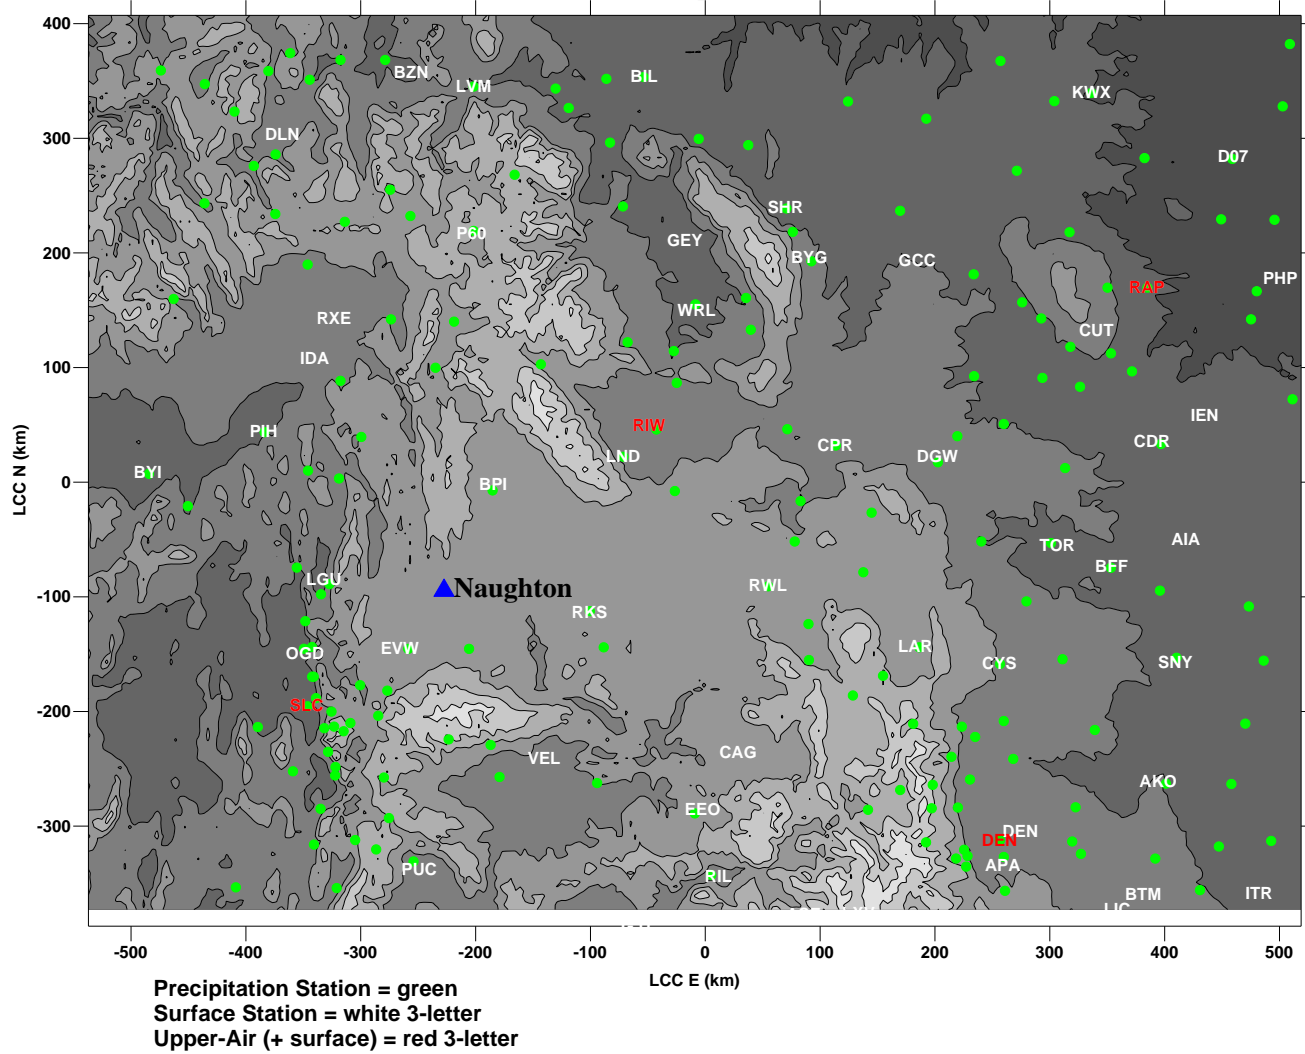 400
300
200
100
0
-100
-200
-300
LCC N (km)
BZN
BIL
LVM
KWX
DLN
D07
SHR
P60
GEY
BYG
GCC
PHP
RAP
WRL
RXE
CUT
IDA
IEN
PIH
RIW
CDR
CPR
LND
DGW
BYI
BPI
AIA
TOR
BFF
LGU
Naughton
RWL
RKS
OGD
EVW
LAR
CYS
SNY
SLC
CAG
VEL
AKO
EEO
DEN
DEN
PUC
RIL
APA
BTM
ITR
-500
-400
-300
-200
-100
0
100
200
300
400
500
LCC E (km)
Precipitation Station = green
Surface Station = white 3-letter
Upper-Air (+ surface) = red 3-letter